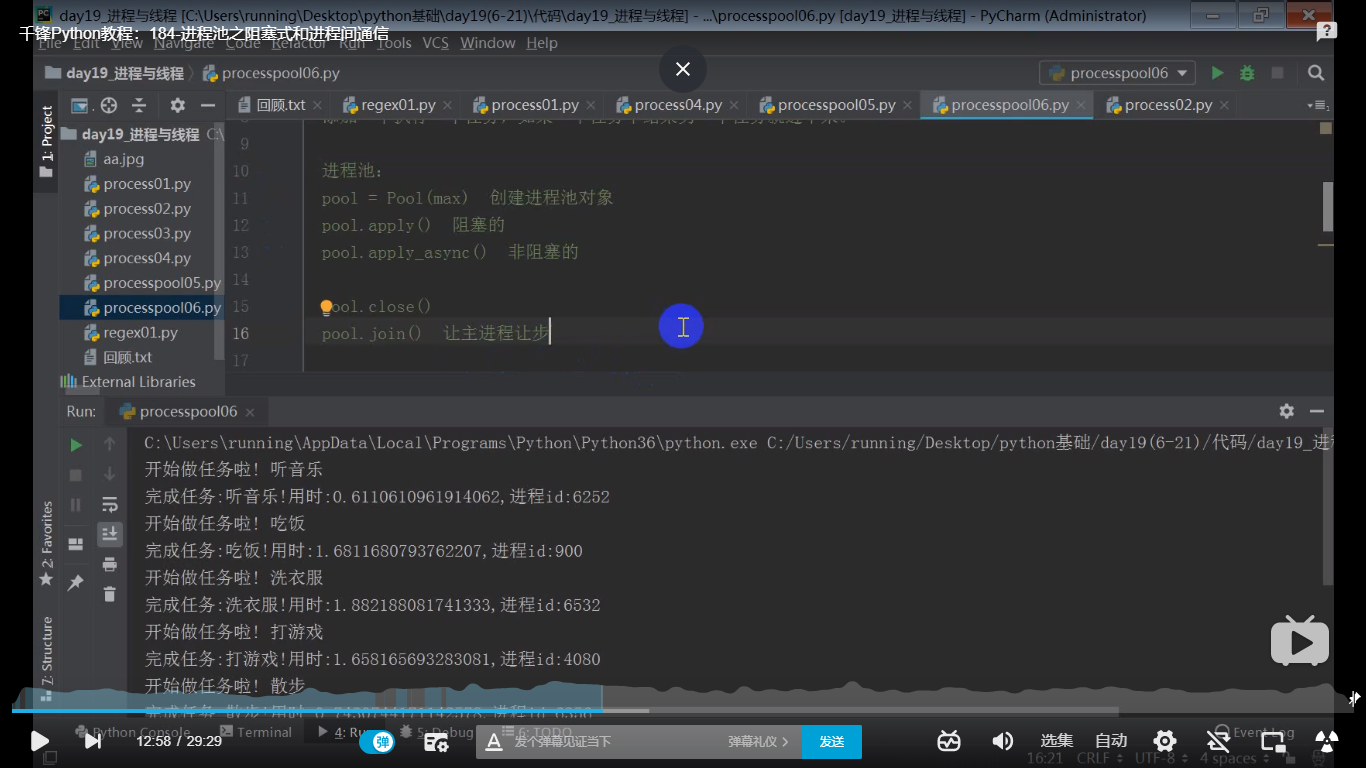 day19_进程与线程 [C:\Users\running\Desktop\python基础\day19(6-21)\代码\day19_进程与线程] - ...\processpool06.py [day19_进程与线程] - PyCharm (Administrator)
千锋Python教程：184-进程池之阻塞式和进程间通信
File Edit View Navigate Code Refactor Run Tools VCS Window Help
day19_进程与线程 processpool06.py
processpool06
1: Project
回顾.txt regex01.py process01.py process04.py processpool05.py processpool06.py process02.py
day19_进程与线程 C:\
aa.jpg
process01.py
process02.py
process03.py
process04.py
processpool05.py
processpool06.py
regex01.py
回顾.txt
External Libraries
9
10 进程池：
11 pool = Pool(max) 创建进程池对象
12 pool.apply() 阻塞的
13 pool.apply_async() 非阻塞的
14
15 ool.close()
16 pool.join() 让主进程让步
17
Run: processpool06
C:\Users\running\AppData\Local\Programs\Python\Python36\python.exe C:/Users/running/Desktop/python基础/day19(6-21)/代码/day19_进
开始做任务啦! 听音乐
完成任务:听音乐!用时:0.6110610961914062,进程id:6252
开始做任务啦! 吃饭
完成任务:吃饭!用时:1.6811680793762207,进程id:900
开始做任务啦! 洗衣服
完成任务:洗衣服!用时:1.882188081741333,进程id:6532
开始做任务啦! 打游戏
完成任务:打游戏!用时:1.658165693283081,进程id:4080
开始做任务啦! 散步
2: Favorites
7: Structure
Python Console Terminal 4: Ru 5: Debug 6: TODO Event Log
12:58 / 29:29
弹
发个弹幕见证当下
弹幕礼仪
发送
选集
自动
16:21 CRLF UTF-8 4 spaces